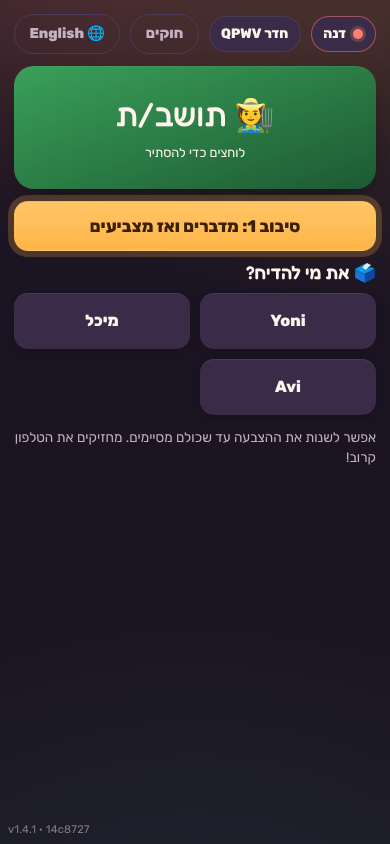 דנה
חדר QPWV
חוקים
🌐 English
🧑‍🌾 תושב/ת
לוחצים כדי להסתיר
סיבוב 1: מדברים ואז מצביעים
🗳️ את מי להדיח?
Yoni
מיכל
Avi
אפשר לשנות את ההצבעה עד שכולם מסיימים. מחזיקים את הטלפון
קרוב!
v1.4.1 • 14c8727